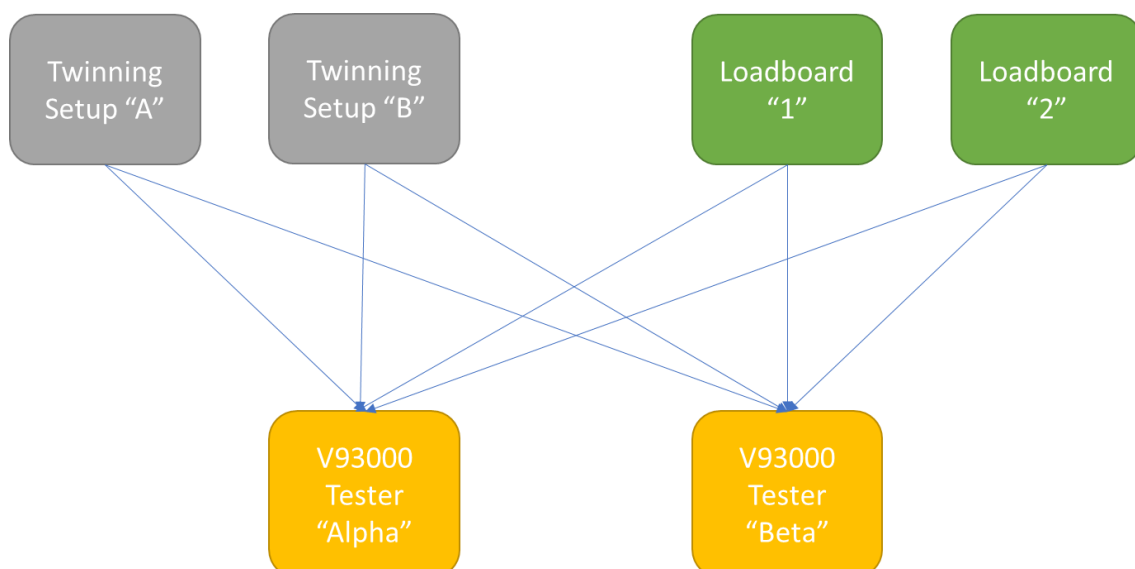 Twinning
Setup “A”
Twinning
Setup “B”
Loadboard
“1”
Loadboard
“2”
V93000
Tester
“Alpha”
V93000
Tester
“Beta”